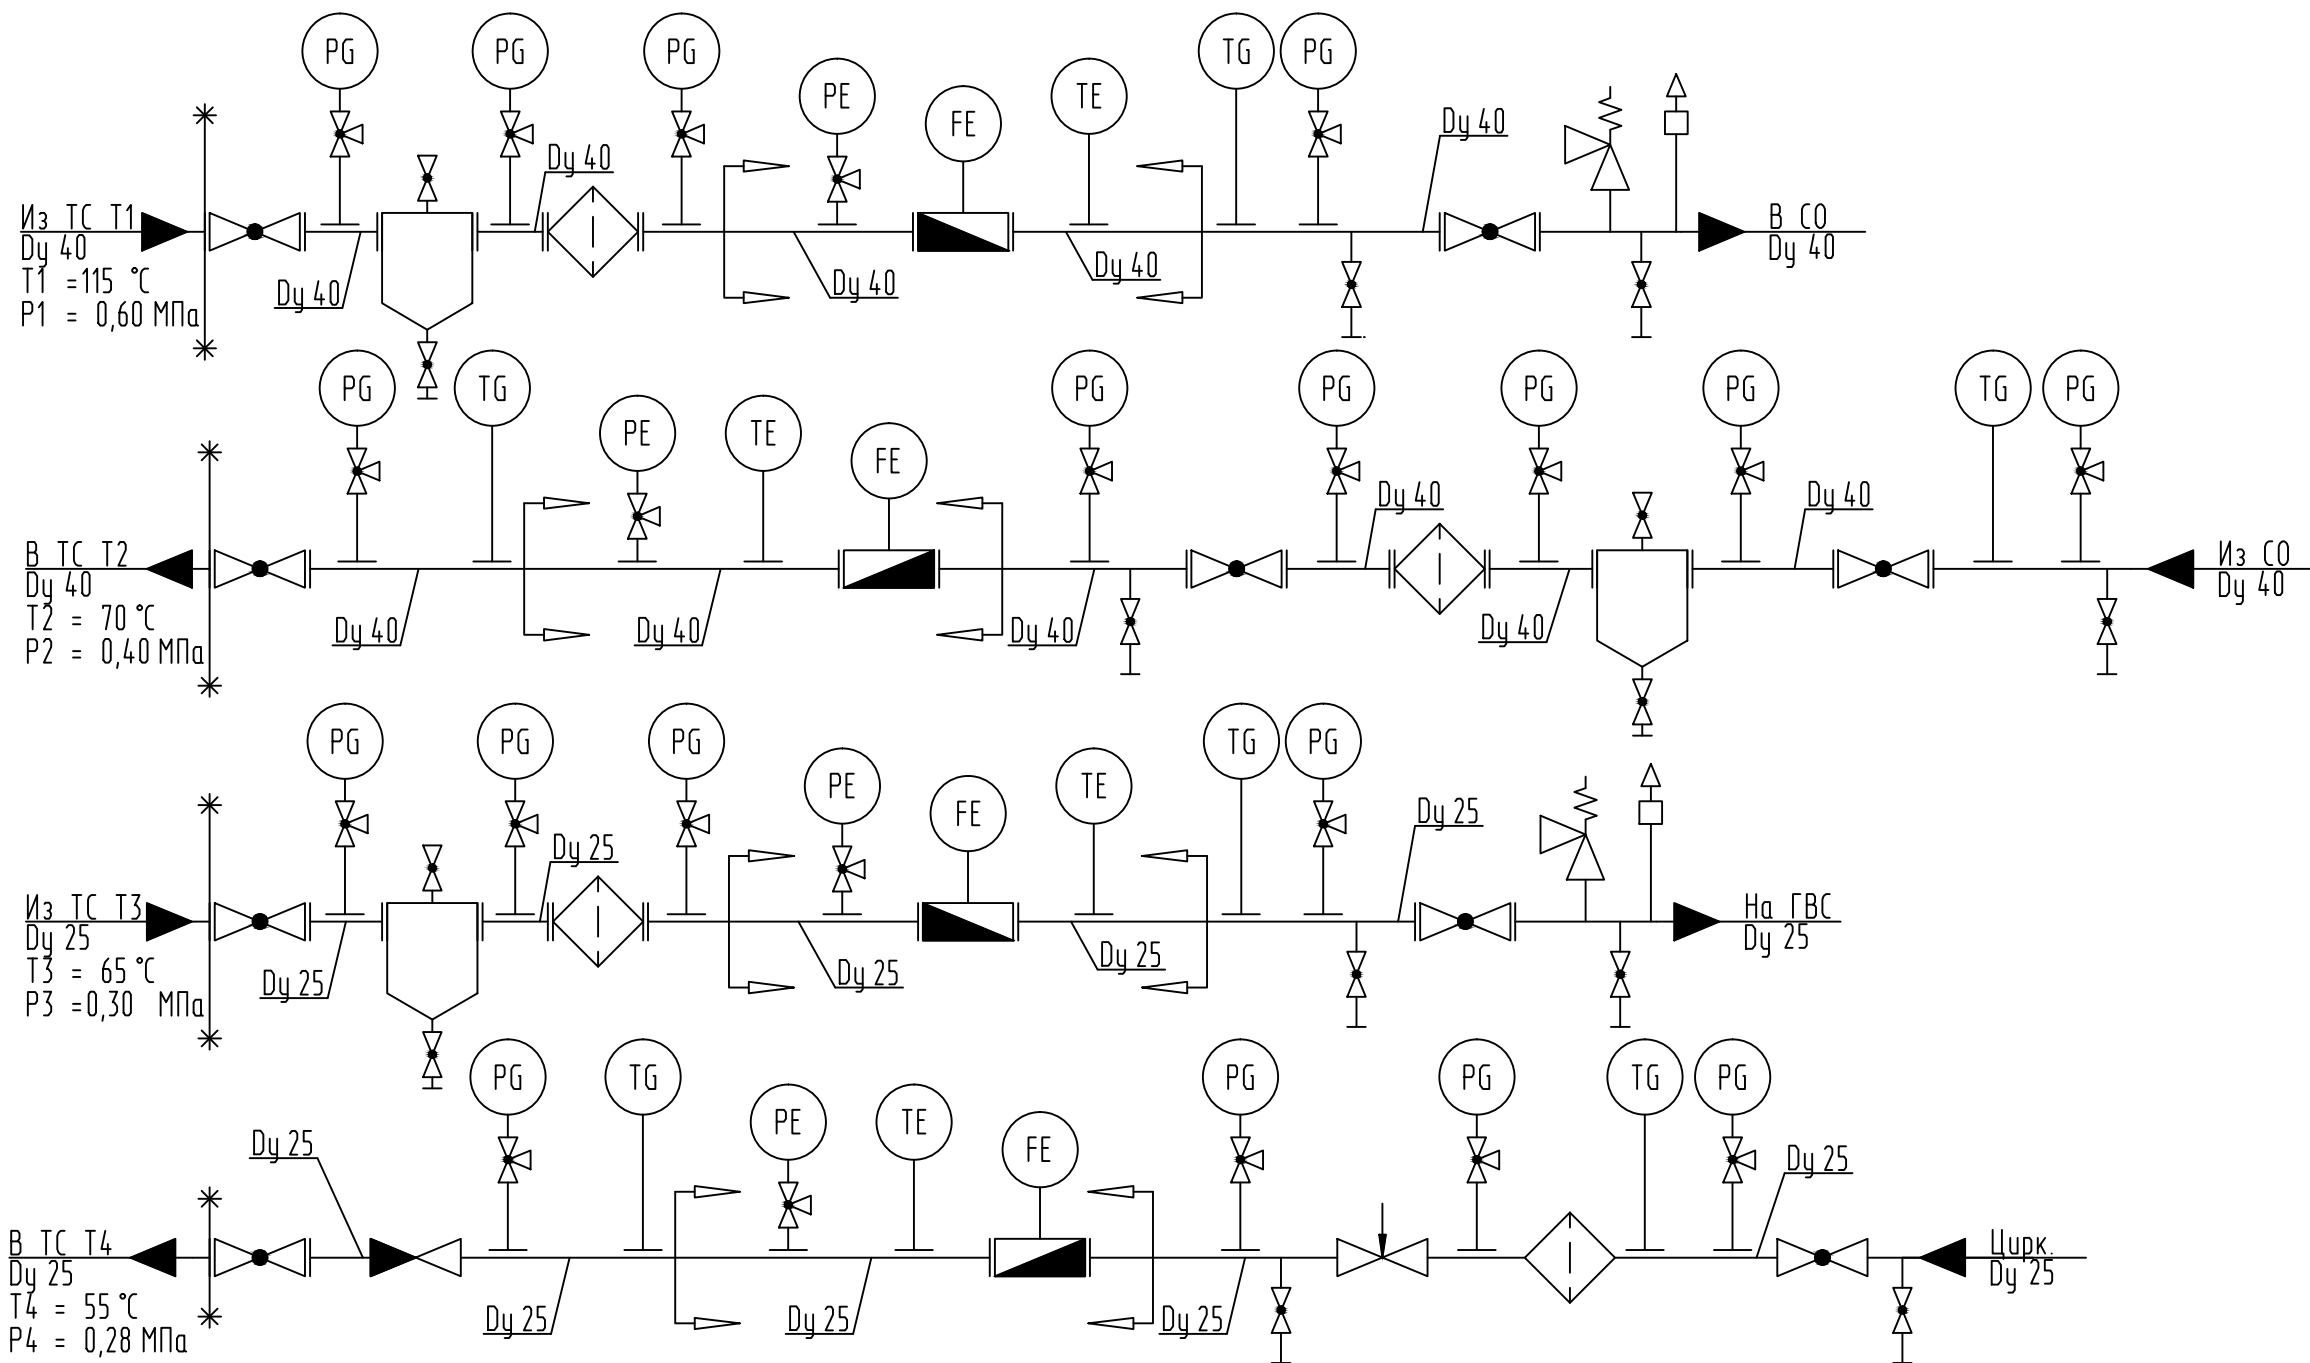 PG
PG
PG
PE
FE
TE
TG
PG
Dy 40
Dy 40
Из ТС Т1
Dy 40
Т1 =115 °С
Р1 = 0,60 МПа
Dy 40
Dy 40
Dy 40
В СО
Dy 40
PG
TG
PE
TE
FE
PG
PG
PG
PG
TG
PG
Dy 40
Dy 40
В ТС Т2
Dy 40
Т2 = 70 °С
Р2 = 0,40 МПа
Dy 40
Dy 40
Dy 40
Dy 40
Из СО
Dy 40
PG
PG
PG
PE
FE
TE
TG
PG
Dy 25
Dy 25
Из ТС Т3
Dy 25
Т3 = 65 °С
Р3 =0,30 МПа
Dy 25
Dy 25
Dy 25
На ГВС
Dy 25
PG
TG
PE
TE
FE
PG
PG
TG
PG
Dy 25
Dy 25
В ТС Т4
Dy 25
Т4 = 55 °С
Р4 = 0,28 МПа
Dy 25
Dy 25
Dy 25
Цирк.
Dy 25